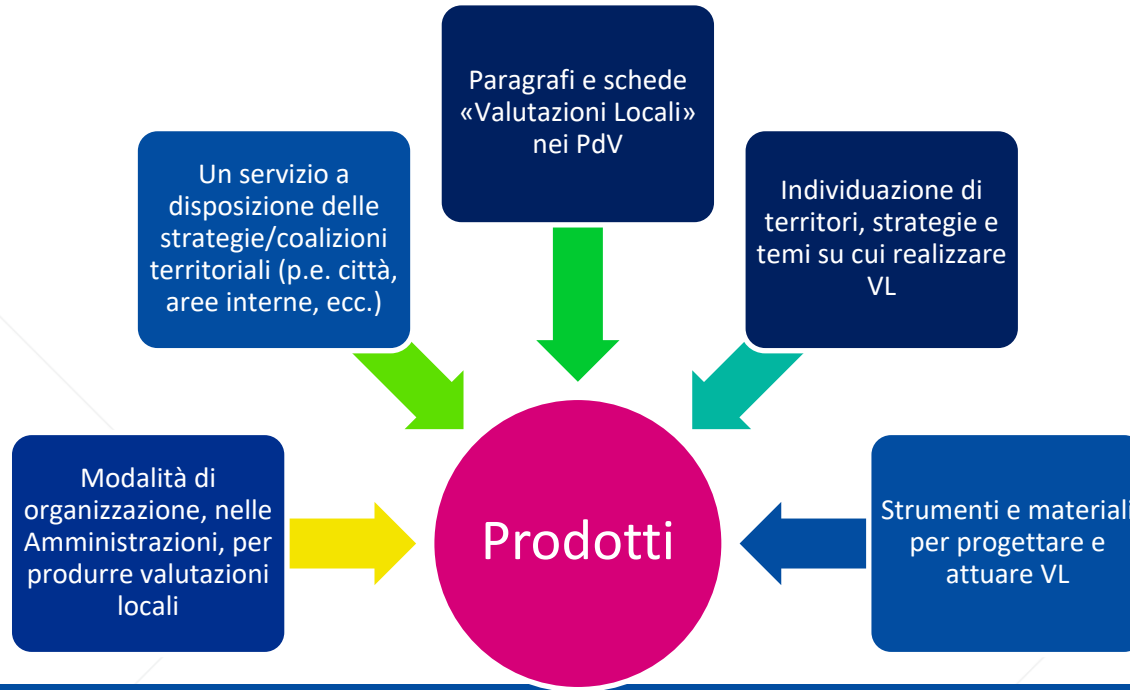 Paragrafi e schede
«Valutazioni Locali»
nei PdV
Un servizio a
disposizione delle
strategie/coalizioni
territoriali (p.e. città,
aree interne, ecc.)
Individuazione di
territori, strategie e
temi su cui realizzare
VL
Modalità di
organizzazione, nelle
Amministrazioni, per
produrre valutazioni
locali
Prodotti
Strumenti e materiali
per progettare e
attuare VL